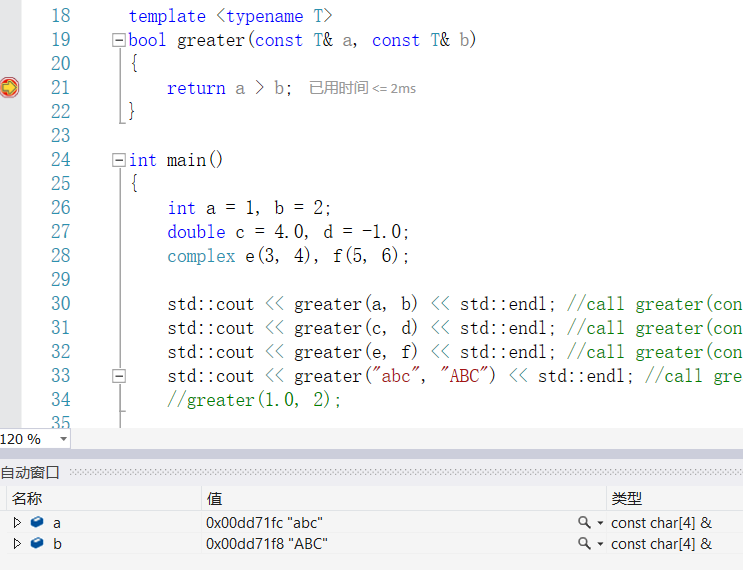 18 template <typename T>
19 bool greater(const T& a, const T& b)
20 {
21 return a > b; 已用时间 <= 2ms
22 }
23
24 int main()
25 {
26 int a = 1, b = 2;
27 double c = 4.0, d = -1.0;
28 complex e(3, 4), f(5, 6);
29
30 std::cout << greater(a, b) << std::endl; //call greater(con
31 std::cout << greater(c, d) << std::endl; //call greater(con
32 std::cout << greater(e, f) << std::endl; //call greater(con
33 std::cout << greater("abc", "ABC") << std::endl; //call gre
34 //greater(1.0, 2);
35
120 %
自动窗口
名称 值 类型
a 0x00dd71fc "abc" const char[4] &
b 0x00dd71f8 "ABC" const char[4] &